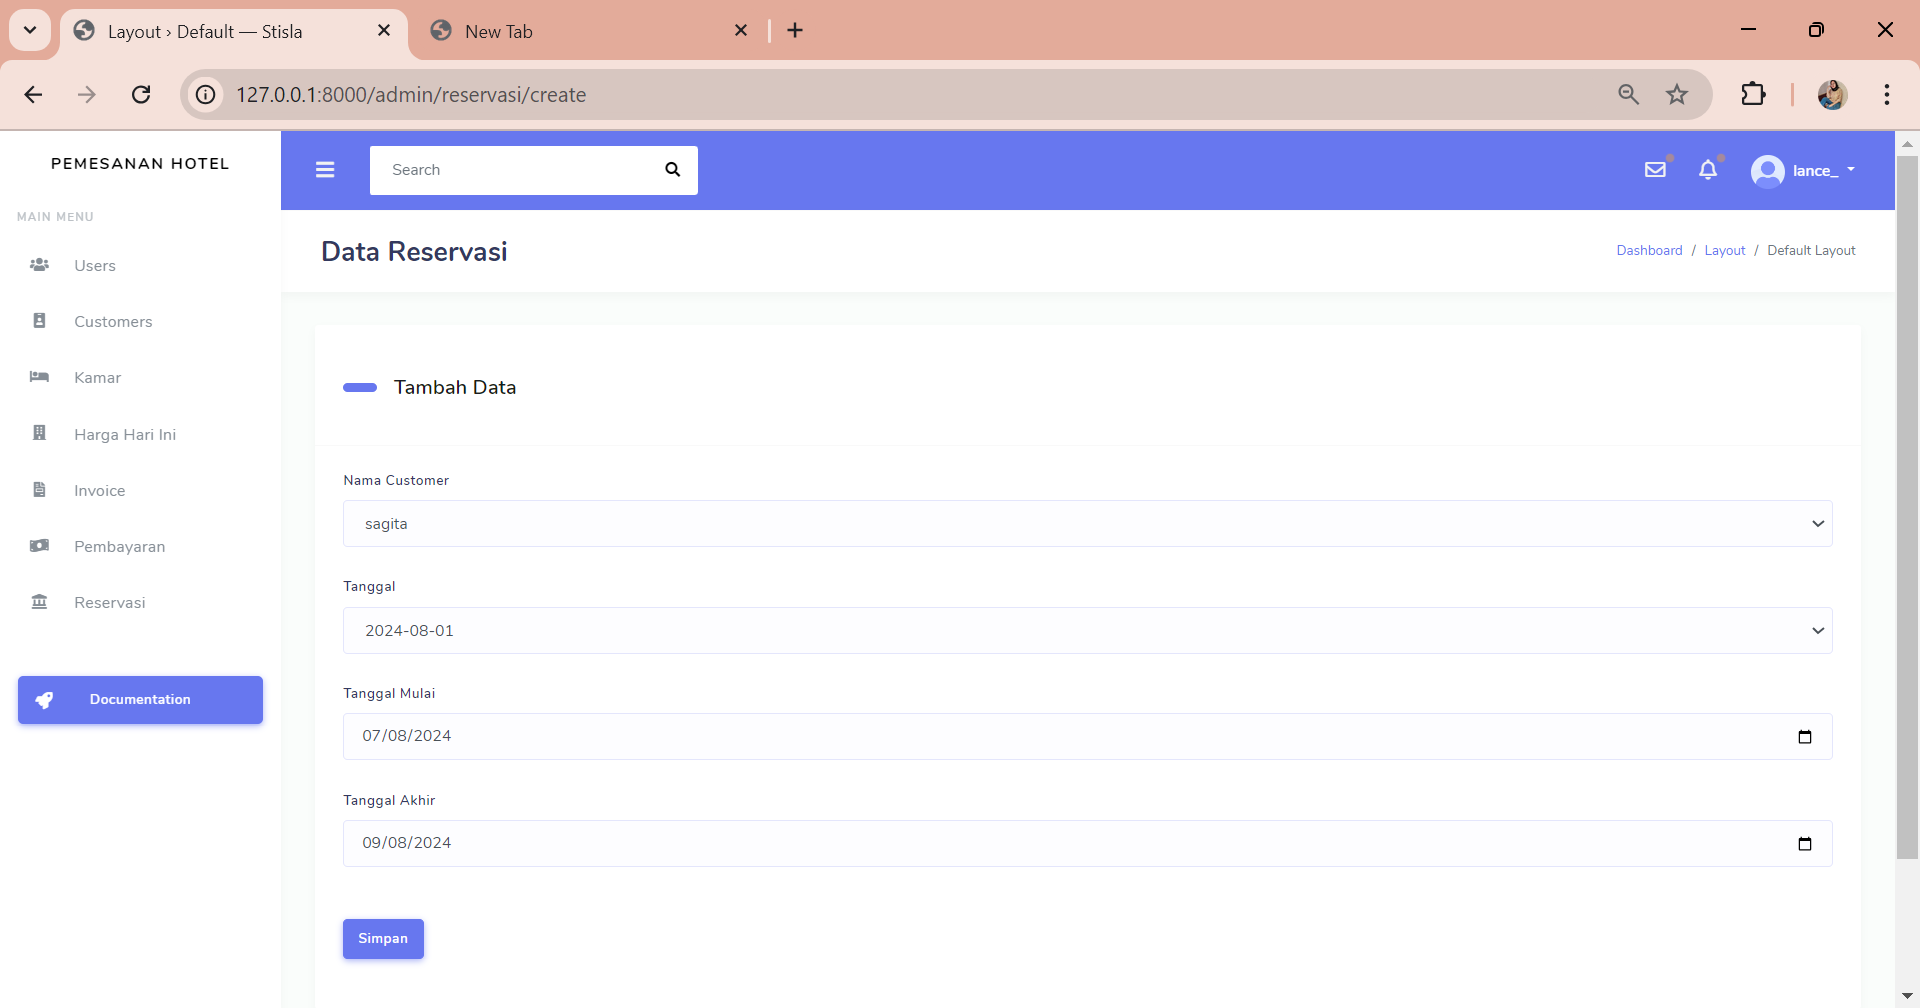 Layout › Default — Stisla
New Tab
127.0.0.1:8000/admin/reservasi/create
PEMESANAN HOTEL
MAIN MENU
Users
Customers
Kamar
Harga Hari Ini
Invoice
Pembayaran
Reservasi
Documentation
Search
lance_
Data Reservasi
Dashboard / Layout / Default Layout
Tambah Data
Nama Customer
sagita
Tanggal
2024-08-01
Tanggal Mulai
07/08/2024
Tanggal Akhir
09/08/2024
Simpan